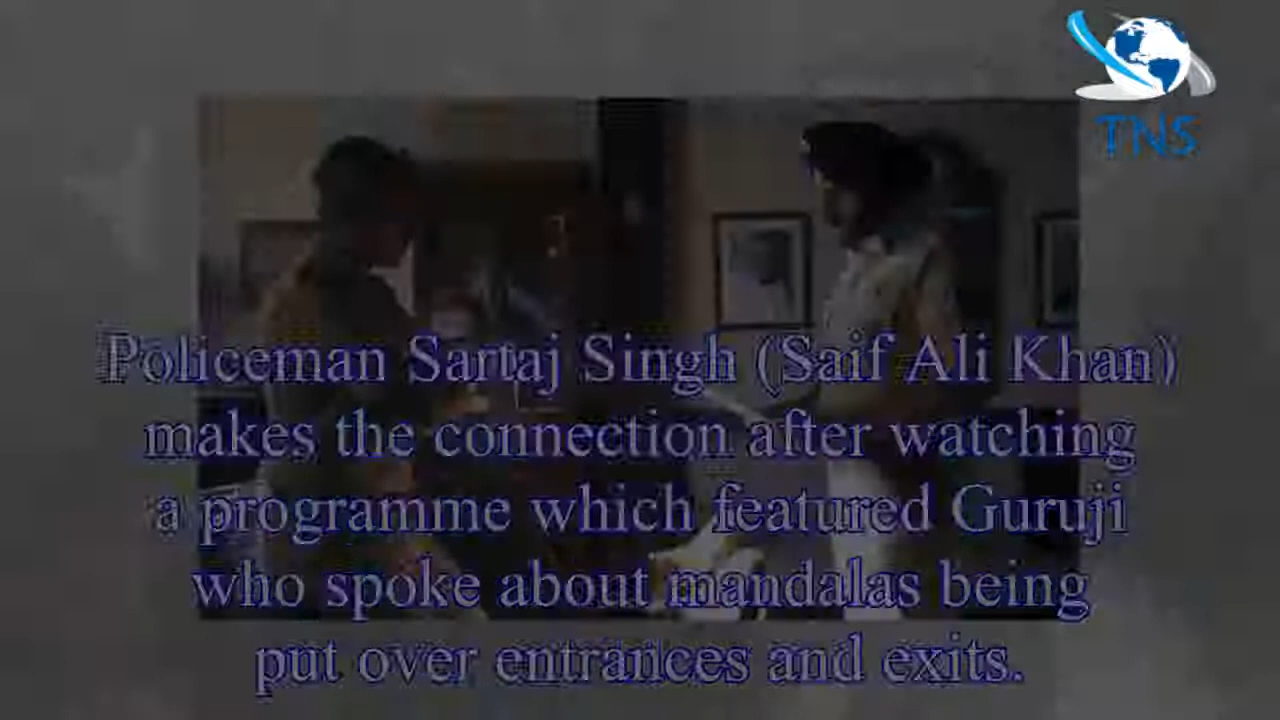 TNS
Policeman Sartaj Singh (Saif Ali Khan)
makes the connection after watching
a programme which featured Guruji
who spoke about mandalas being
put over entrances and exits.